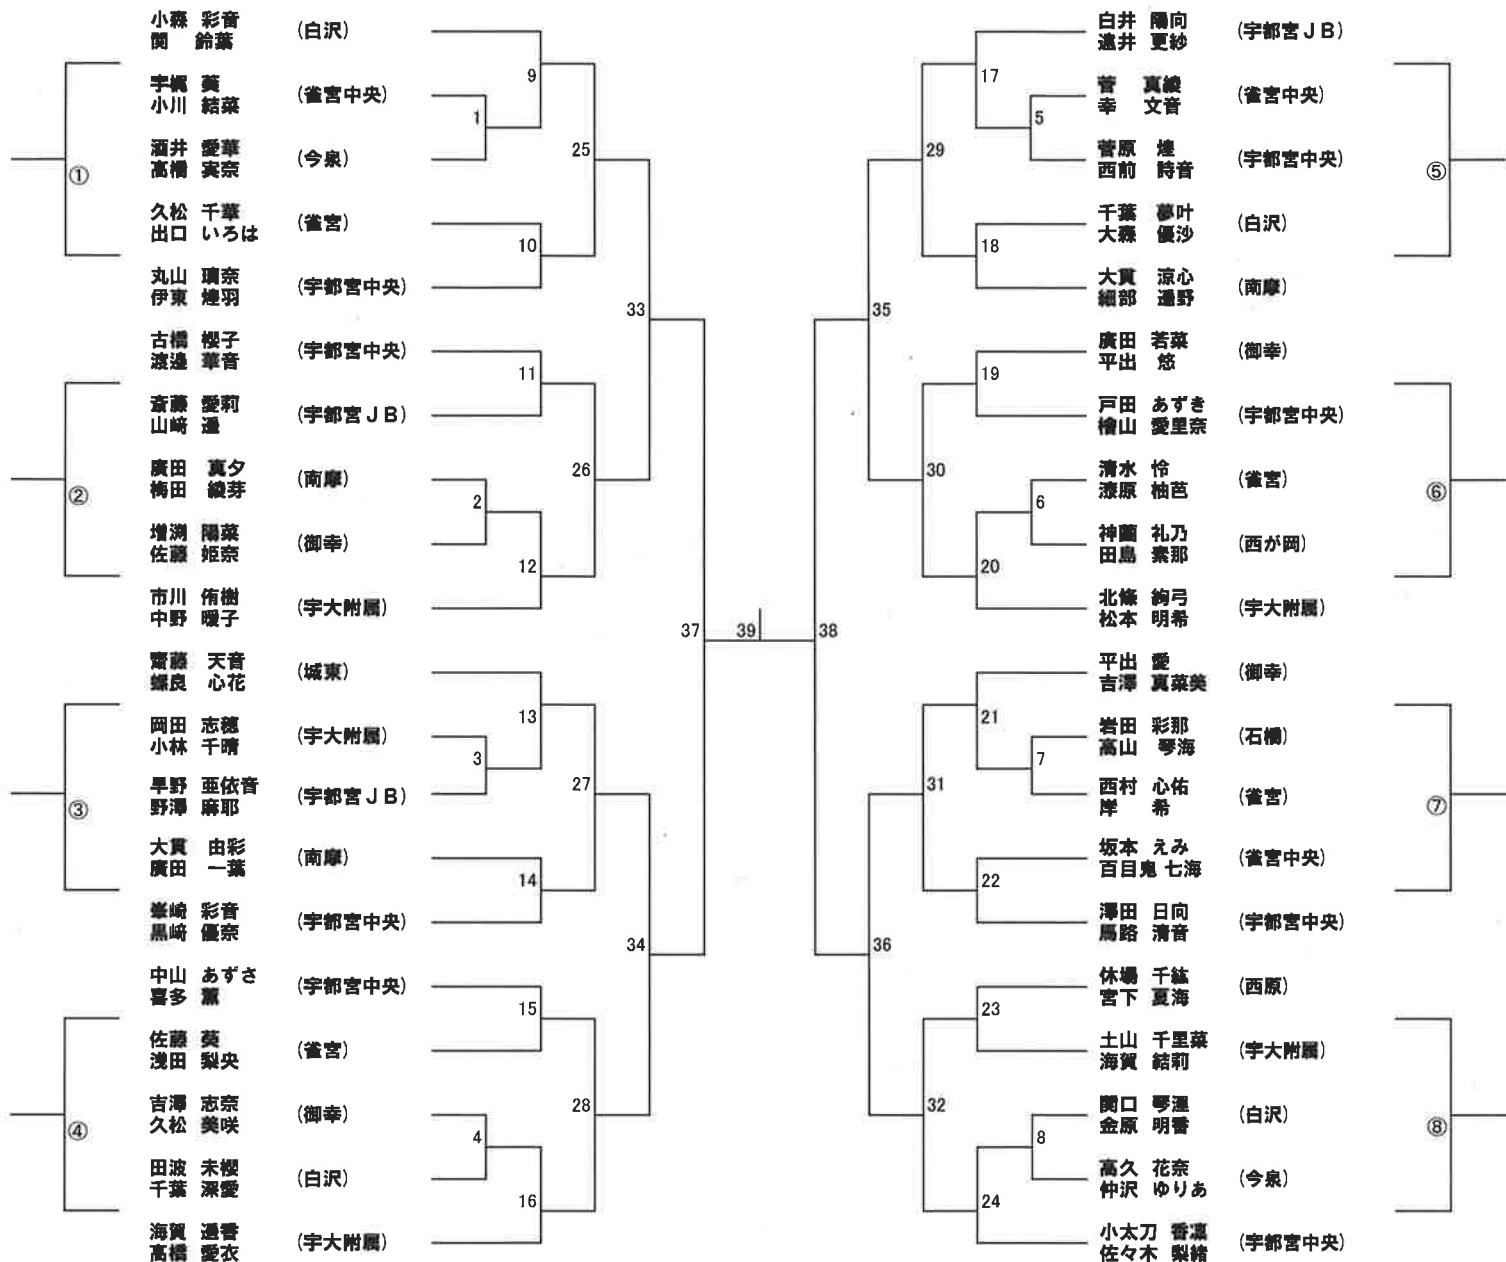 小森 彩音
関 鈴葉
(白沢)
宇梶 葵
小川 結菜
(雀宮中央)
酒井 愛華
高橋 実奈
(今泉)
久松 千華
出口 いろは
(雀宮)
丸山 璃奈
伊東 煌羽
(宇都宮中央)
古橋 櫻子
渡邉 華音
(宇都宮中央)
斎藤 愛莉
山﨑 遥
(宇都宮JB)
廣田 真夕
梅田 綾芽
(南摩)
増渕 陽菜
佐藤 姫奈
(御幸)
市川 侑樹
中野 暖子
(宇大附属)
齋藤 天音
螺良 心花
(城東)
岡田 志穂
小林 千晴
(宇大附属)
早野 亜依音
野澤 麻耶
(宇都宮JB)
大貫 由彩
廣田 一葉
(南摩)
峯崎 彩音
黒﨑 優奈
(宇都宮中央)
中山 あずさ
喜多 薫
(宇都宮中央)
佐藤 葵
浅田 梨央
(雀宮)
吉澤 志奈
久松 美咲
(御幸)
田波 未櫻
千葉 深愛
(白沢)
海賀 遥香
高橋 愛衣
(宇大附属)
① ② ③ ④
1 2 3 4
9 10 11 12 13 14 15 16
25 26 27 28
33 34
37 39 38
35 36
29 30 31 32
17 18 19 20 21 22 23 24
5 6 7 8
白井 陽向
遠井 更紗
(宇都宮JB)
菅 真綾
幸 文音
(雀宮中央)
菅原 煌
西前 詩音
(宇都宮中央)
千葉 夢叶
大森 優沙
(白沢)
大貫 涼心
細部 遥野
(南摩)
廣田 若菜
平出 悠
(御幸)
戸田 あずき
檜山 愛里奈
(宇都宮中央)
清水 怜
原 柚芭
(雀宮)
神薗 礼乃
田島 素那
(西が岡)
北條 絢弓
松本 明希
(宇大附属)
平出 愛
吉澤 真菜美
(御幸)
岩田 彩那
高山 琴海
(石橋)
西村 心佑
岸 希
(雀宮)
坂本 えみ
百目鬼 七海
(雀宮中央)
澤田 日向
馬路 清音
(宇都宮中央)
休場 千紘
宮下 夏海
(西原)
土山 千里菜
海賀 結莉
(宇大附属)
関口 琴湮
金原 明香
(白沢)
高久 花奈
仲沢 ゆりあ
(今泉)
小太刀 香凛
佐々木 梨緒
(宇都宮中央)
⑤ ⑥ ⑦ ⑧